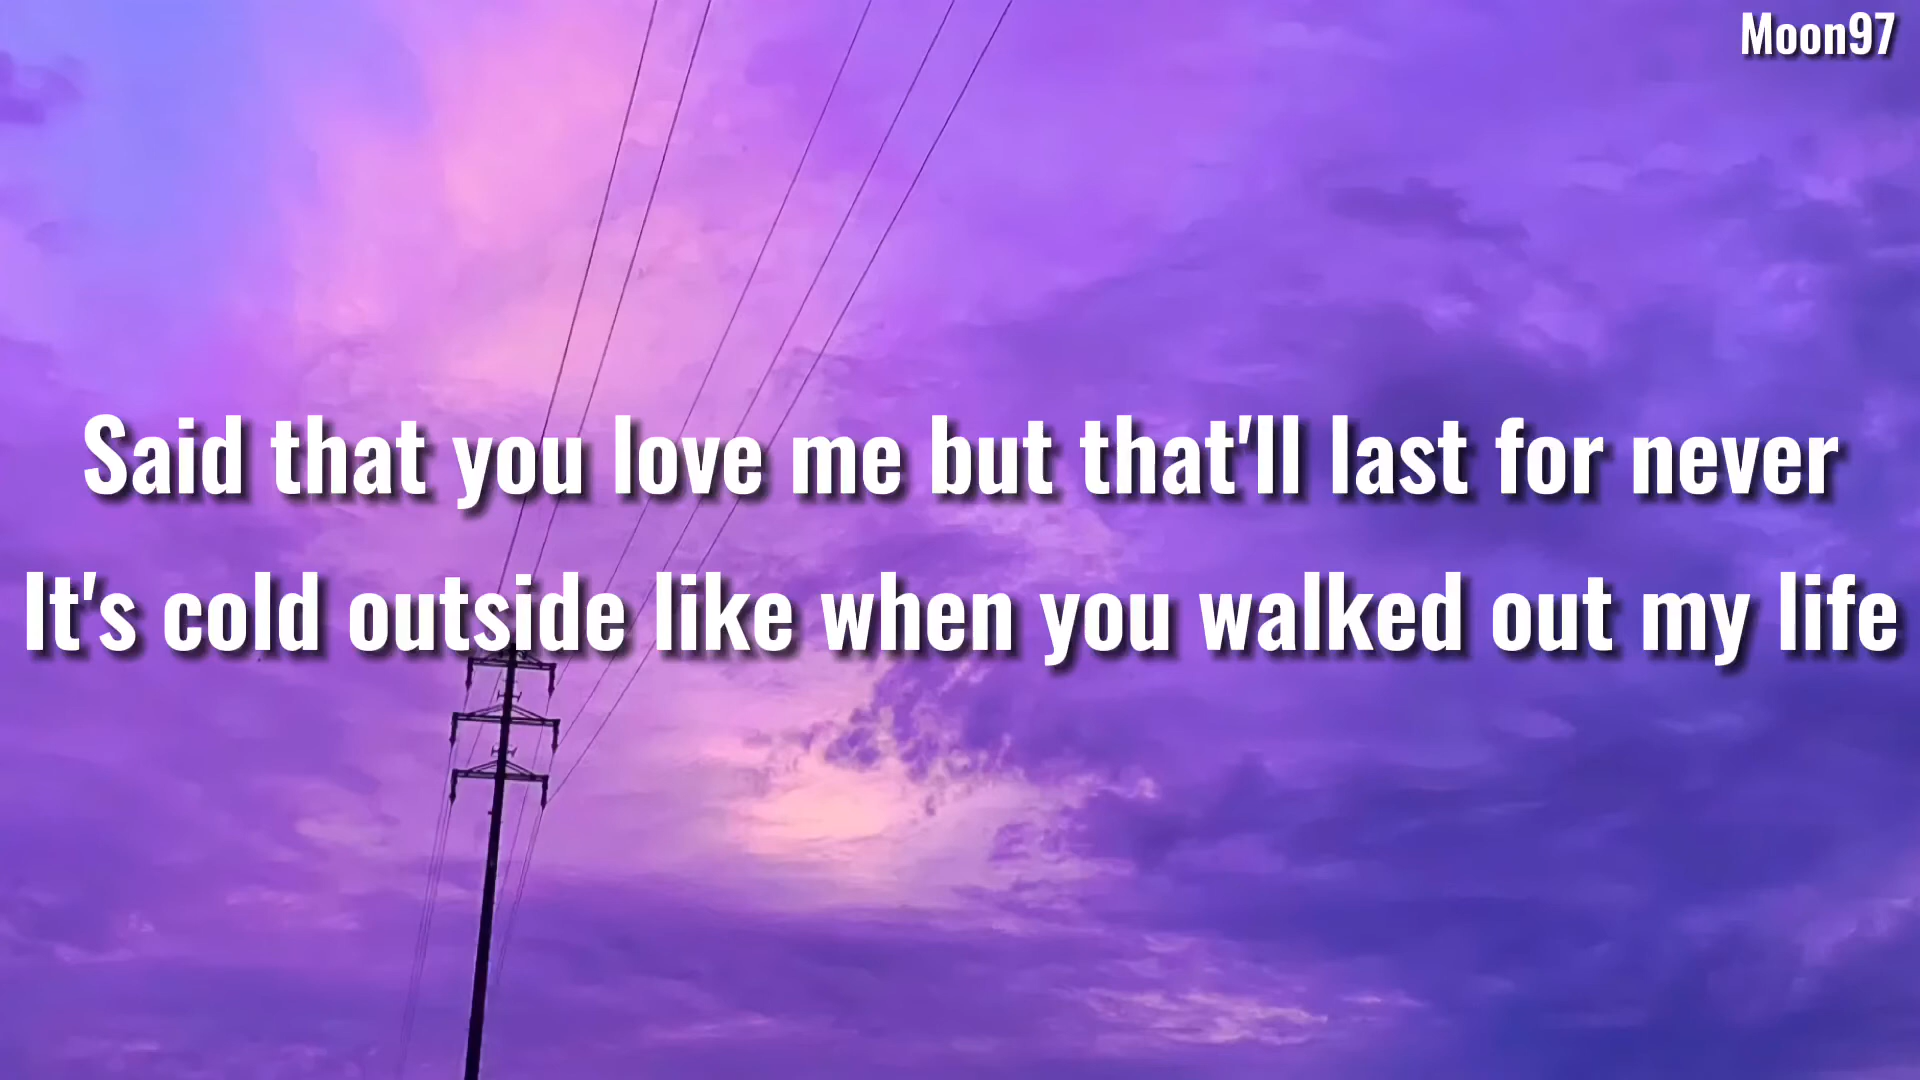 Moon97
Said that you love me but that'll last for never
It's cold outside like when you walked out my life